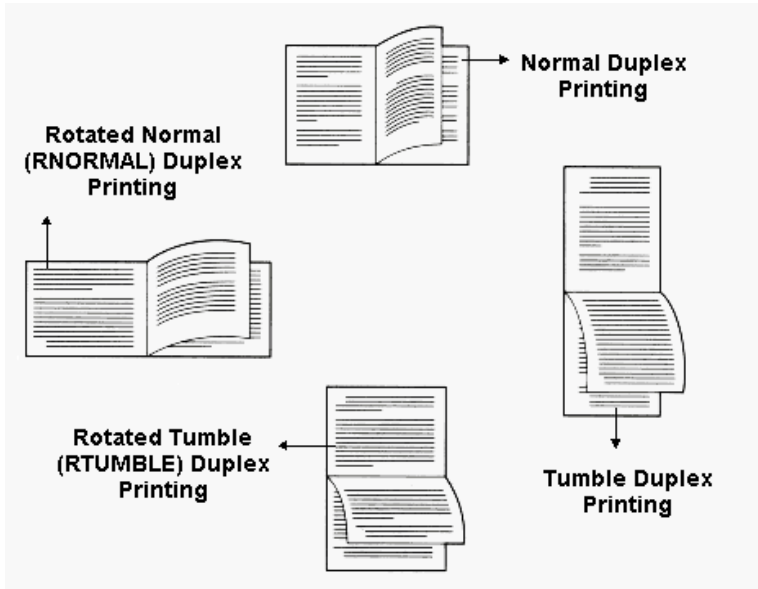 Normal Duplex
Printing
Rotated Normal
(RNORMAL) Duplex
Printing
Rotated Tumble
(RTUMBLE) Duplex
Printing
Tumble Duplex
Printing